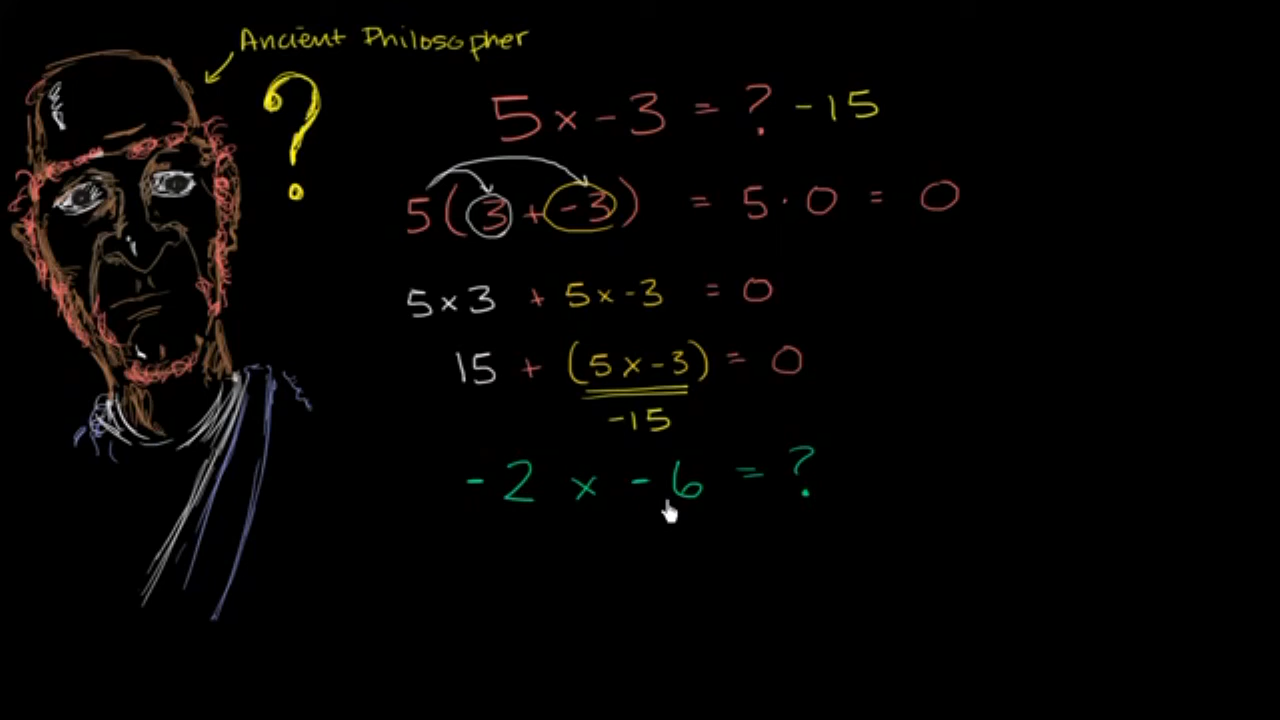 Ancient Philosopher
?
5 x -3 = ? -15
5(3 + -3) = 5 · 0 = 0
5 x 3 + 5 x -3 = 0
15 + (5 x -3) = 0
-15
-2 x -6 = ?